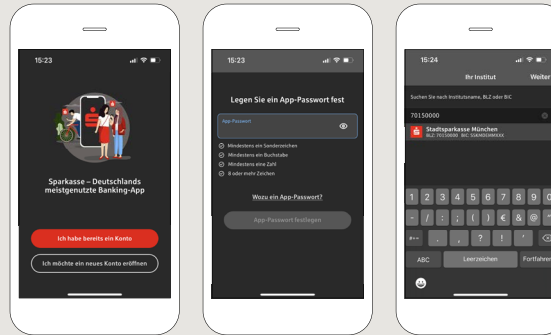 15:23
Sparkasse – Deutschlands
meistgenutzte Banking-App
Ich habe bereits ein Konto
Ich möchte ein neues Konto eröffnen
15:23
Legen Sie ein App-Passwort fest
App-Passwort
Mindestens ein Sonderzeichen
Mindestens ein Buchstabe
Mindestens eine Zahl
8 oder mehr Zeichen
Wozu ein App-Passwort?
App-Passwort festlegen
15:24
Ihr Institut Weiter
Suchen Sie nach Institutsname, BLZ oder BIC
70150000
Stadtsparkasse München
BLZ: 70150000 BIC: SSKMDEMMXXX
1 2 3 4 5 6 7 8 9 0
- / : ; ( ) € & @ "
#+= . , ? ! '
ABC Leerzeichen Fortfahren